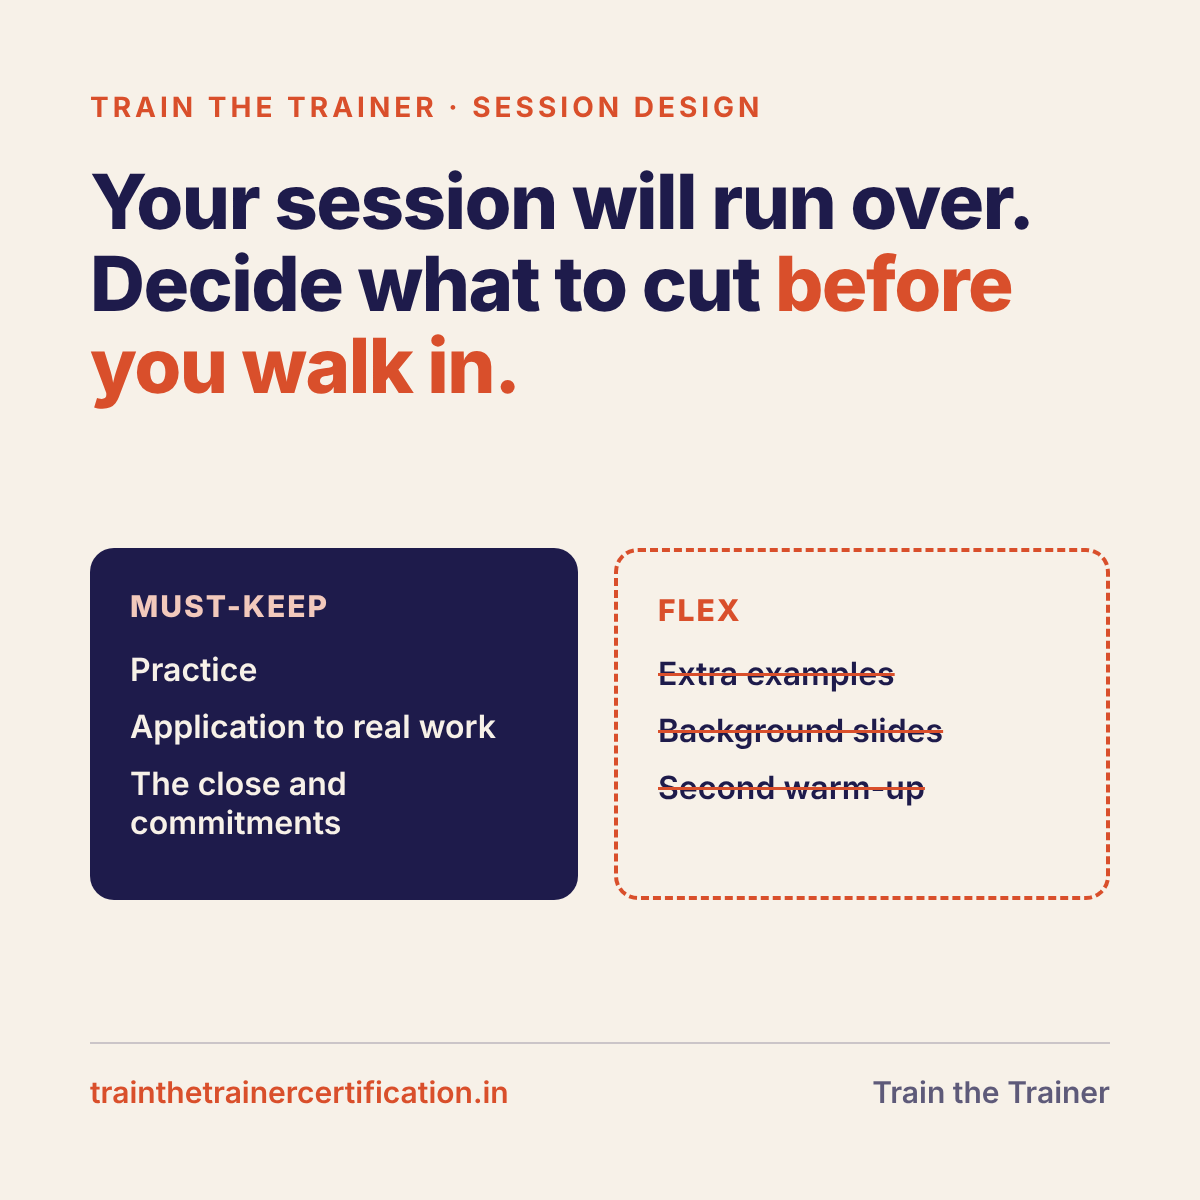 TRAIN THE TRAINER · SESSION DESIGN
Your session will run over.
Decide what to cut before
you walk in.
MUST-KEEP
Practice
Application to real work
The close and
commitments
FLEX
Extra examples
Background slides
Second warm-up
trainthetrainercertification.in
Train the Trainer